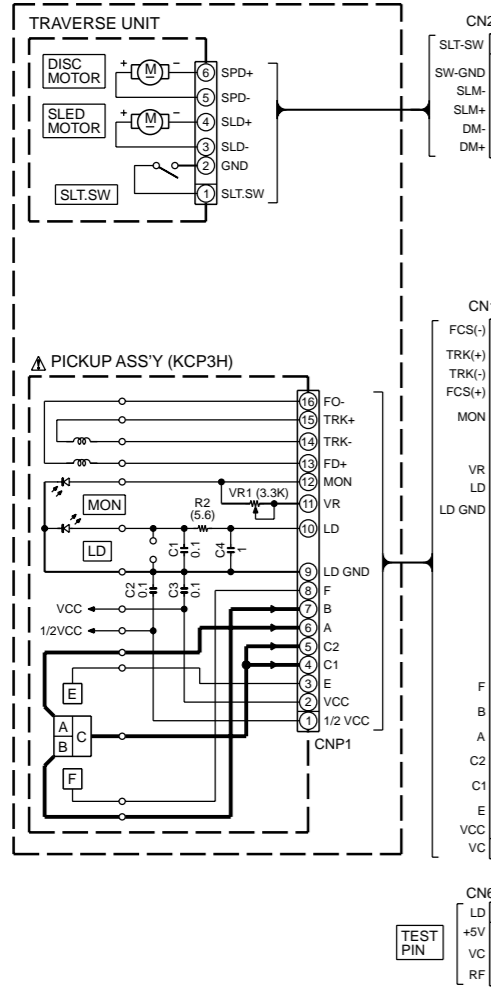 TRAVERSE UNIT
DISC
MOTOR
+ M -
6 SPD+
5 SPD-
SLED
MOTOR
+ M -
4 SLD+
3 SLD-
2 GND
SLT.SW
1 SLT.SW
CN2
SLT-SW
SW-GND
SLM-
SLM+
DM-
DM+
PICKUP ASS'Y (KCP3H)
16 FO-
15 TRK+
14 TRK-
13 FD+
12 MON
11 VR
10 LD
9 LD GND
8 F
7 B
6 A
5 C2
4 C1
3 E
2 VCC
1 1/2 VCC
CNP1
MON
VR1 (3.3K)
R2
(5.6)
LD
C1
0.1
C4
1
C2
0.1
C3
0.1
VCC
1/2VCC
E
A
B
C
F
CN1
FCS(-)
TRK(+)
TRK(-)
FCS(+)
MON
VR
LD
LD GND
F
B
A
C2
C1
E
VCC
VC
CN6
TEST
PIN
LD
+5V
VC
RF